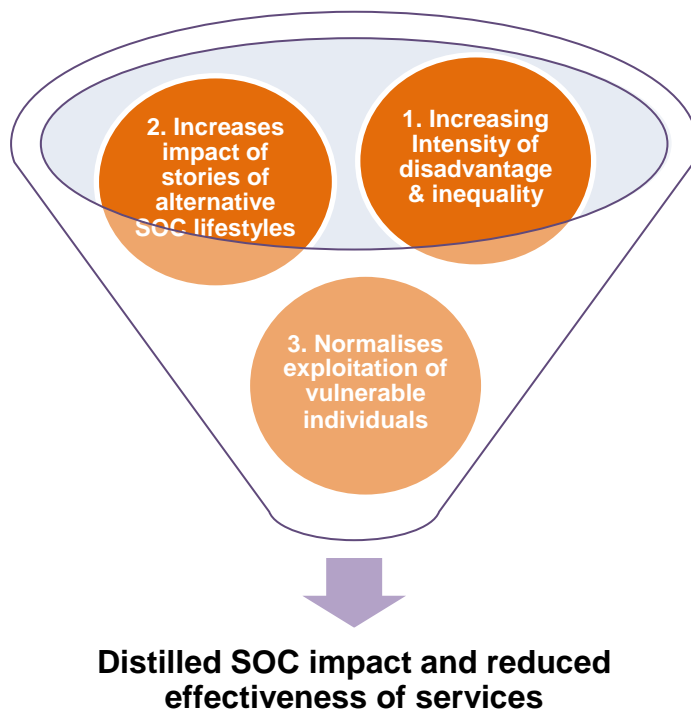 1. Increasing
Intensity of
disadvantage
& inequality
2. Increases
impact of
stories of
alternative
SOC lifestyles
3. Normalises
exploitation of
vulnerable
individuals
Distilled SOC impact and reduced
effectiveness of services